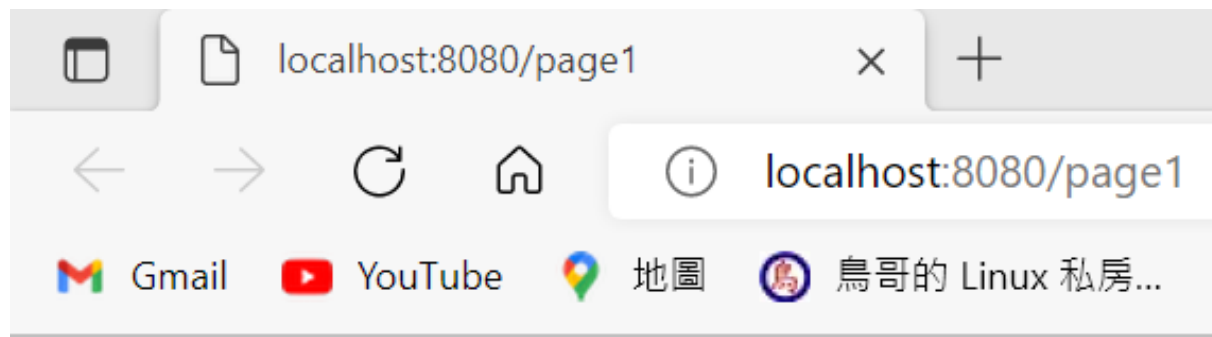 localhost:8080/page1
localhost:8080/page1
Gmail YouTube 地圖 鳥 鳥哥的 Linux 私房...